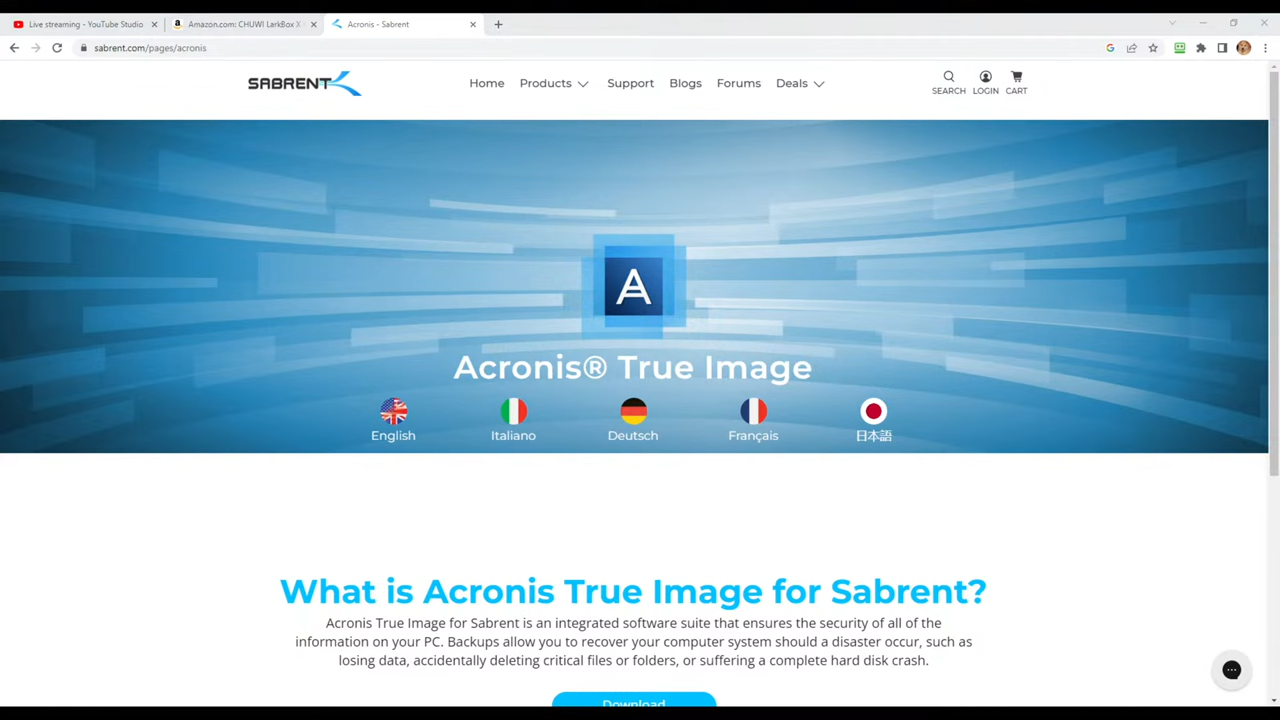 Live streaming - YouTube Studio
Amazon.com: CHUWI LarkBox X
Acronis - Sabrent
sabrent.com/pages/acronis
SABRENT
Home
Products
Support
Blogs
Forums
Deals
SEARCH
LOGIN
CART
A
Acronis® True Image
English
Italiano
Deutsch
Français
日本語
What is Acronis True Image for Sabrent?
Acronis True Image for Sabrent is an integrated software suite that ensures the security of all of the
information on your PC. Backups allow you to recover your computer system should a disaster occur, such as
losing data, accidentally deleting critical files or folders, or suffering a complete hard disk crash.
Download